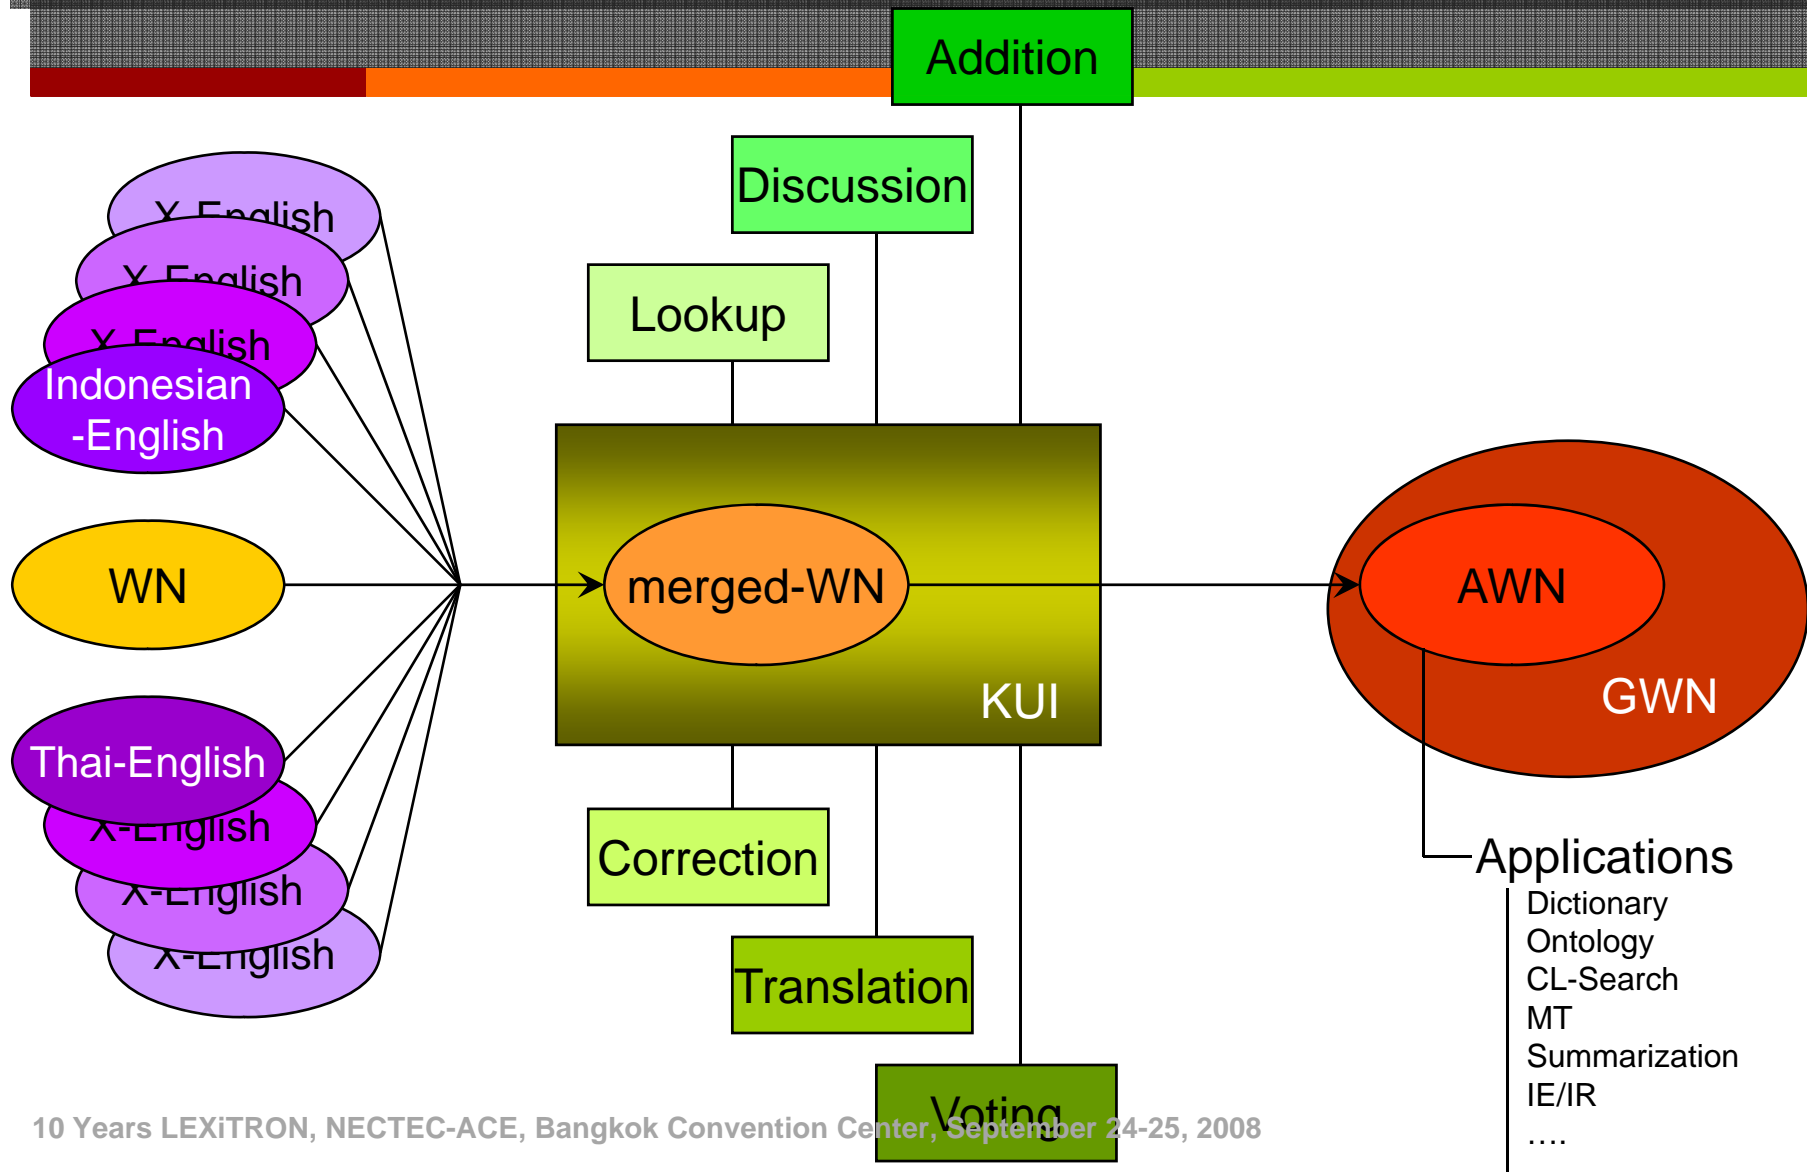 Addition
Discussion
Lookup
X-English
X-English
X-English
Indonesian
-English
WN
merged-WN
KUI
AWN
GWN
Thai-English
X-English
X-English
X-English
Correction
Translation
Voting
Applications
Dictionary
Ontology
CL-Search
MT
Summarization
IE/IR
....
10 Years LEXiTRON, NECTEC-ACE, Bangkok Convention Center, September 24-25, 2008